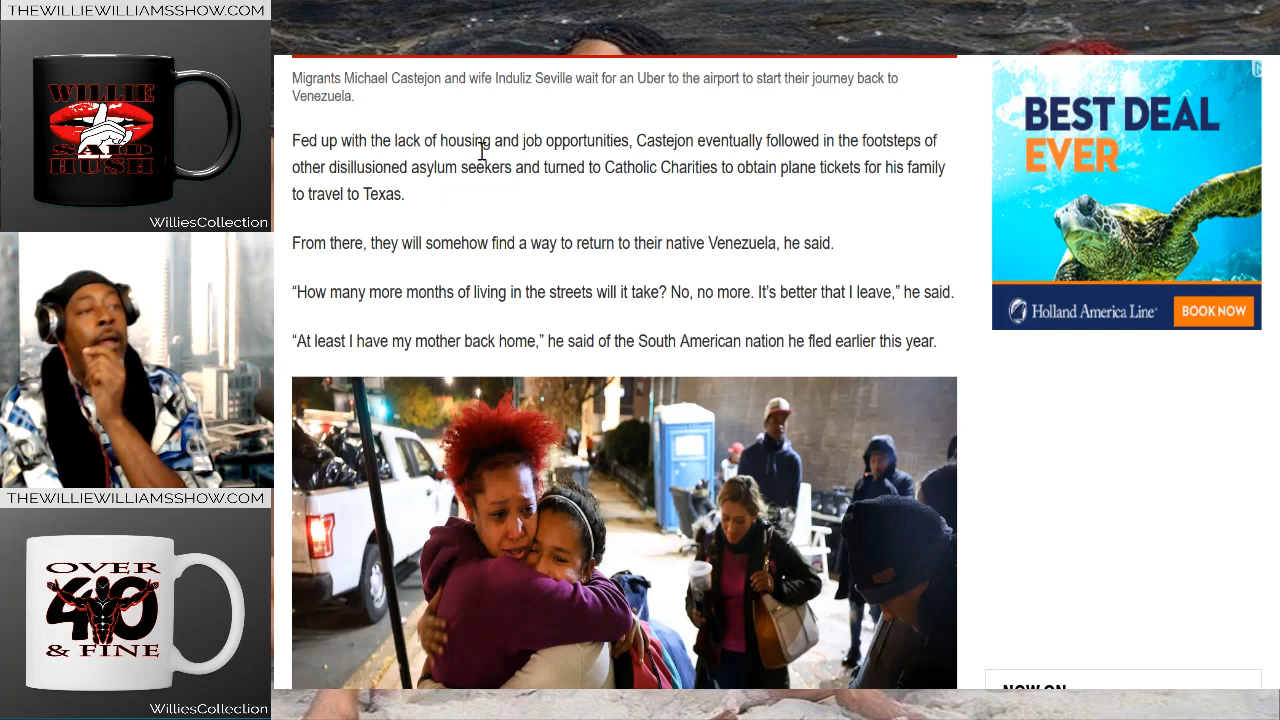 THEWILLIEWILLIAMSSHOW.COM
WILLIE
SAID
HUSH
WilliesCollection
THEWILLIEWILLIAMSSHOW.COM
OVER
40
& FINE
WilliesCollection
Migrants Michael Castejon and wife Induliz Seville wait for an Uber to the airport to start their journey back to
Venezuela.
Fed up with the lack of housing and job opportunities, Castejon eventually followed in the footsteps of
other disillusioned asylum seekers and turned to Catholic Charities to obtain plane tickets for his family
to travel to Texas.
From there, they will somehow find a way to return to their native Venezuela, he said.
“How many more months of living in the streets will it take? No, no more. It’s better that I leave,” he said.
“At least I have my mother back home,” he said of the South American nation he fled earlier this year.
BEST DEAL
EVER
Holland America Line
BOOK NOW
NOW ON